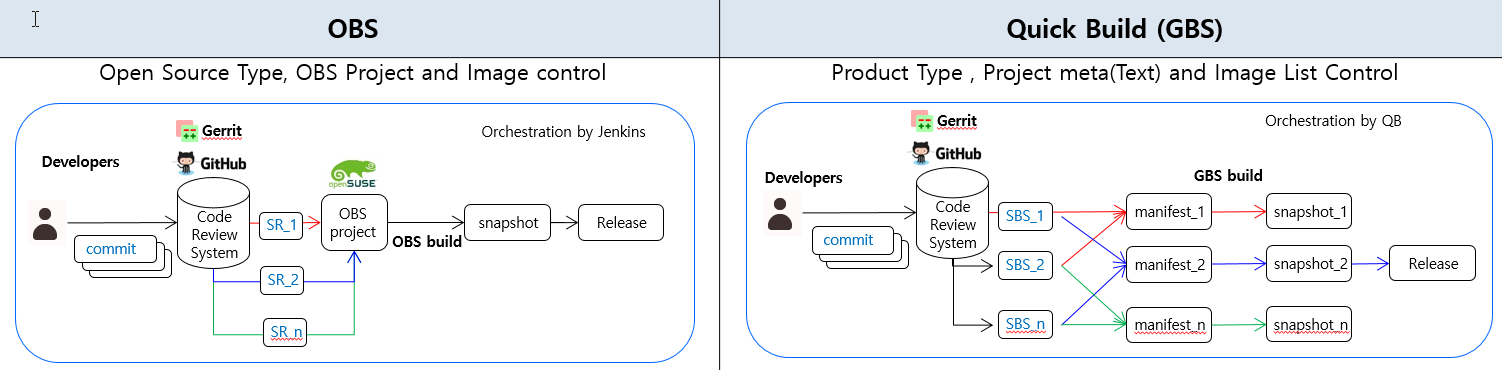 OBS
Open Source Type, OBS Project and Image control
Gerrit
GitHub
Orchestration by Jenkins
Developers
openSUSE
commit
Code
Review
System
SR_1
OBS
project
OBS build
snapshot
Release
SR_2
SR_n
Quick Build (GBS)
Product Type , Project meta(Text) and Image List Control
Gerrit
GitHub
Orchestration by QB
Developers
GBS build
commit
Code
Review
System
SBS_1
manifest_1
snapshot_1
SBS_2
manifest_2
snapshot_2
Release
SBS_n
manifest_n
snapshot_n